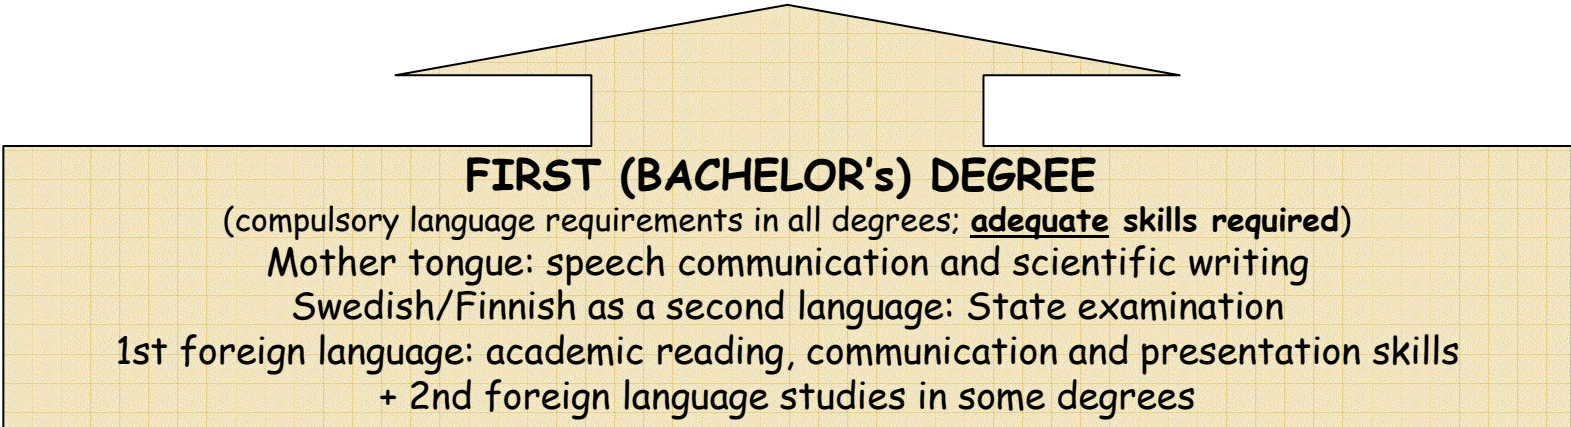 FIRST (BACHELOR's) DEGREE
(compulsory language requirements in all degrees; adequate skills required)
Mother tongue: speech communication and scientific writing
Swedish/Finnish as a second language: State examination
1st foreign language: academic reading, communication and presentation skills
+ 2nd foreign language studies in some degrees